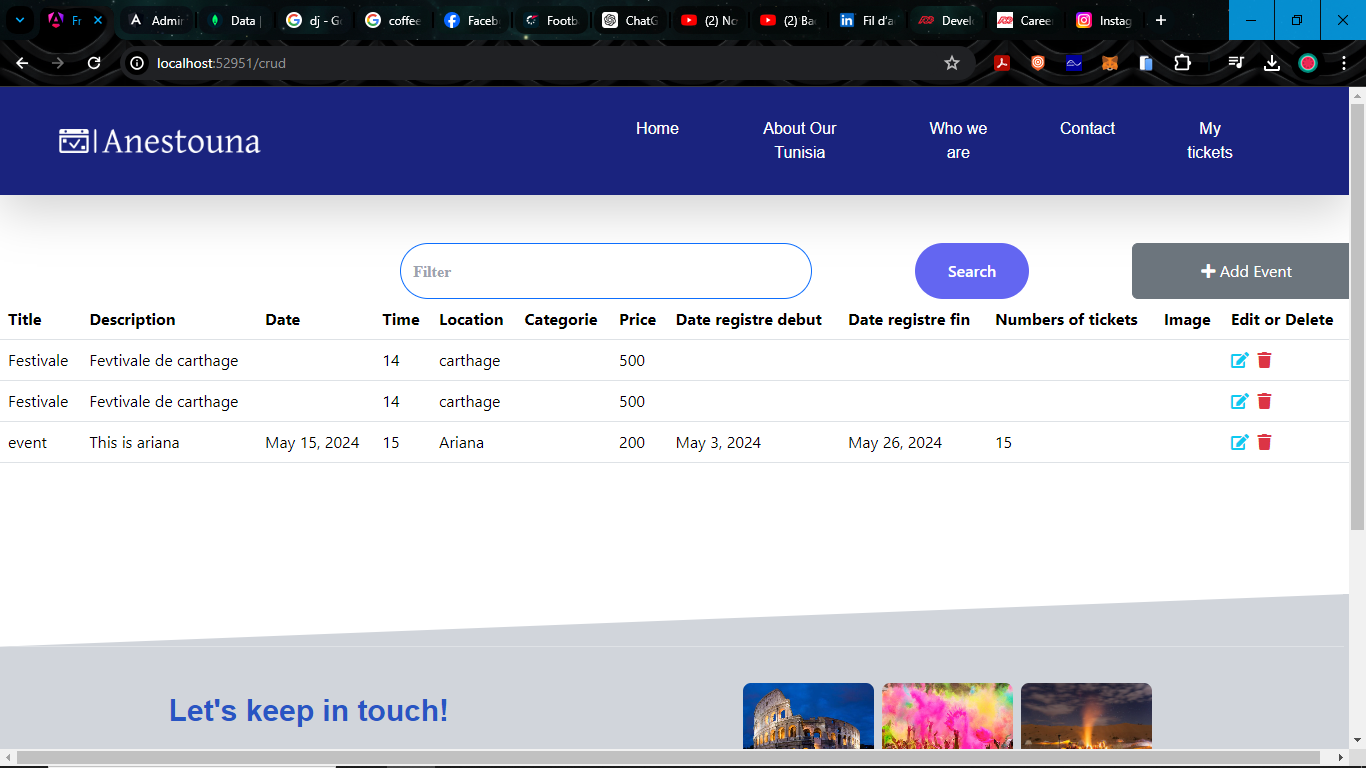 Fr
Admin
Data |
dj - Go
coffee
Faceb
Footb
ChatG
(2) No
(2) Ba
Fil d'a
Develo
Career
Instag
localhost:52951/crud
Anestouna
Home
About Our
Tunisia
Who we
are
Contact
My
tickets
Filter
Search
Add Event
Title Description Date Time Location Categorie Price Date registre debut Date registre fin Numbers of tickets Image Edit or Delete
Festivale Fevtivale de carthage 14 carthage 500
Festivale Fevtivale de carthage 14 carthage 500
event This is ariana May 15, 2024 15 Ariana 200 May 3, 2024 May 26, 2024 15
Let's keep in touch!